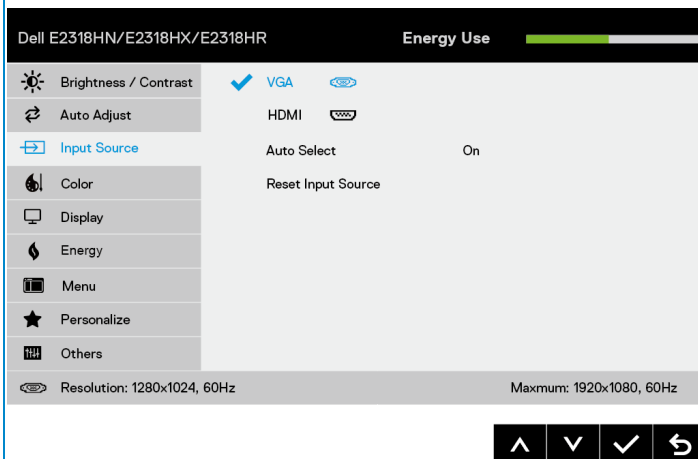 Dell E2318HN/E2318HX/E2318HR Energy Use
Brightness / Contrast VGA
Auto Adjust HDMI
Input Source Auto Select On
Color Reset Input Source
Display
Energy
Menu
Personalize
Others
Resolution: 1280x1024, 60Hz Maxmum: 1920x1080, 60Hz